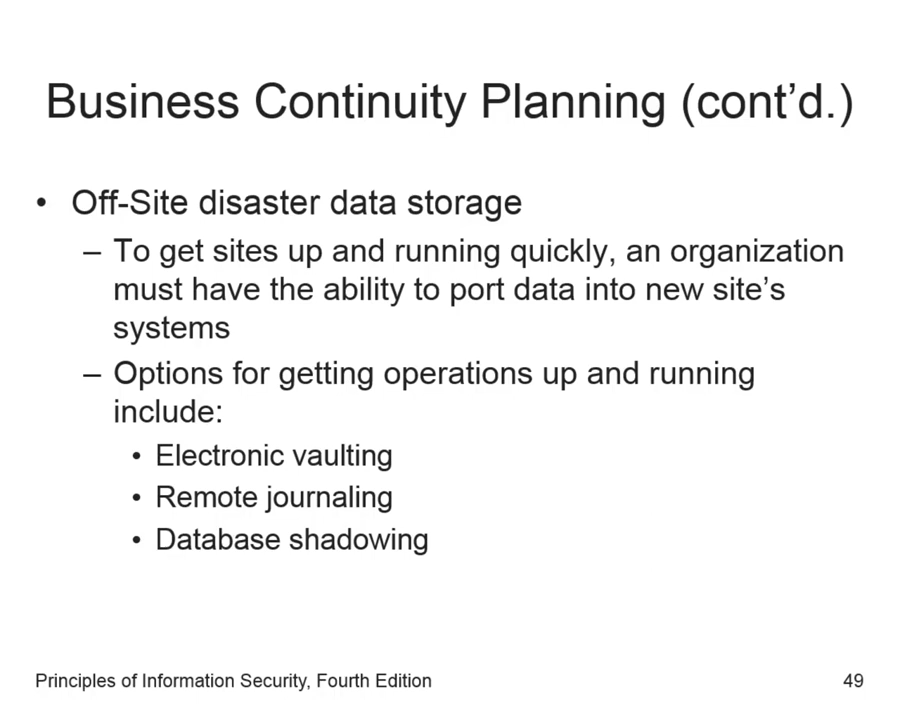 Business Continuity Planning (cont’d.)
• Off-Site disaster data storage
– To get sites up and running quickly, an organization
must have the ability to port data into new site’s
systems
– Options for getting operations up and running
include:
• Electronic vaulting
• Remote journaling
• Database shadowing
Principles of Information Security, Fourth Edition 49